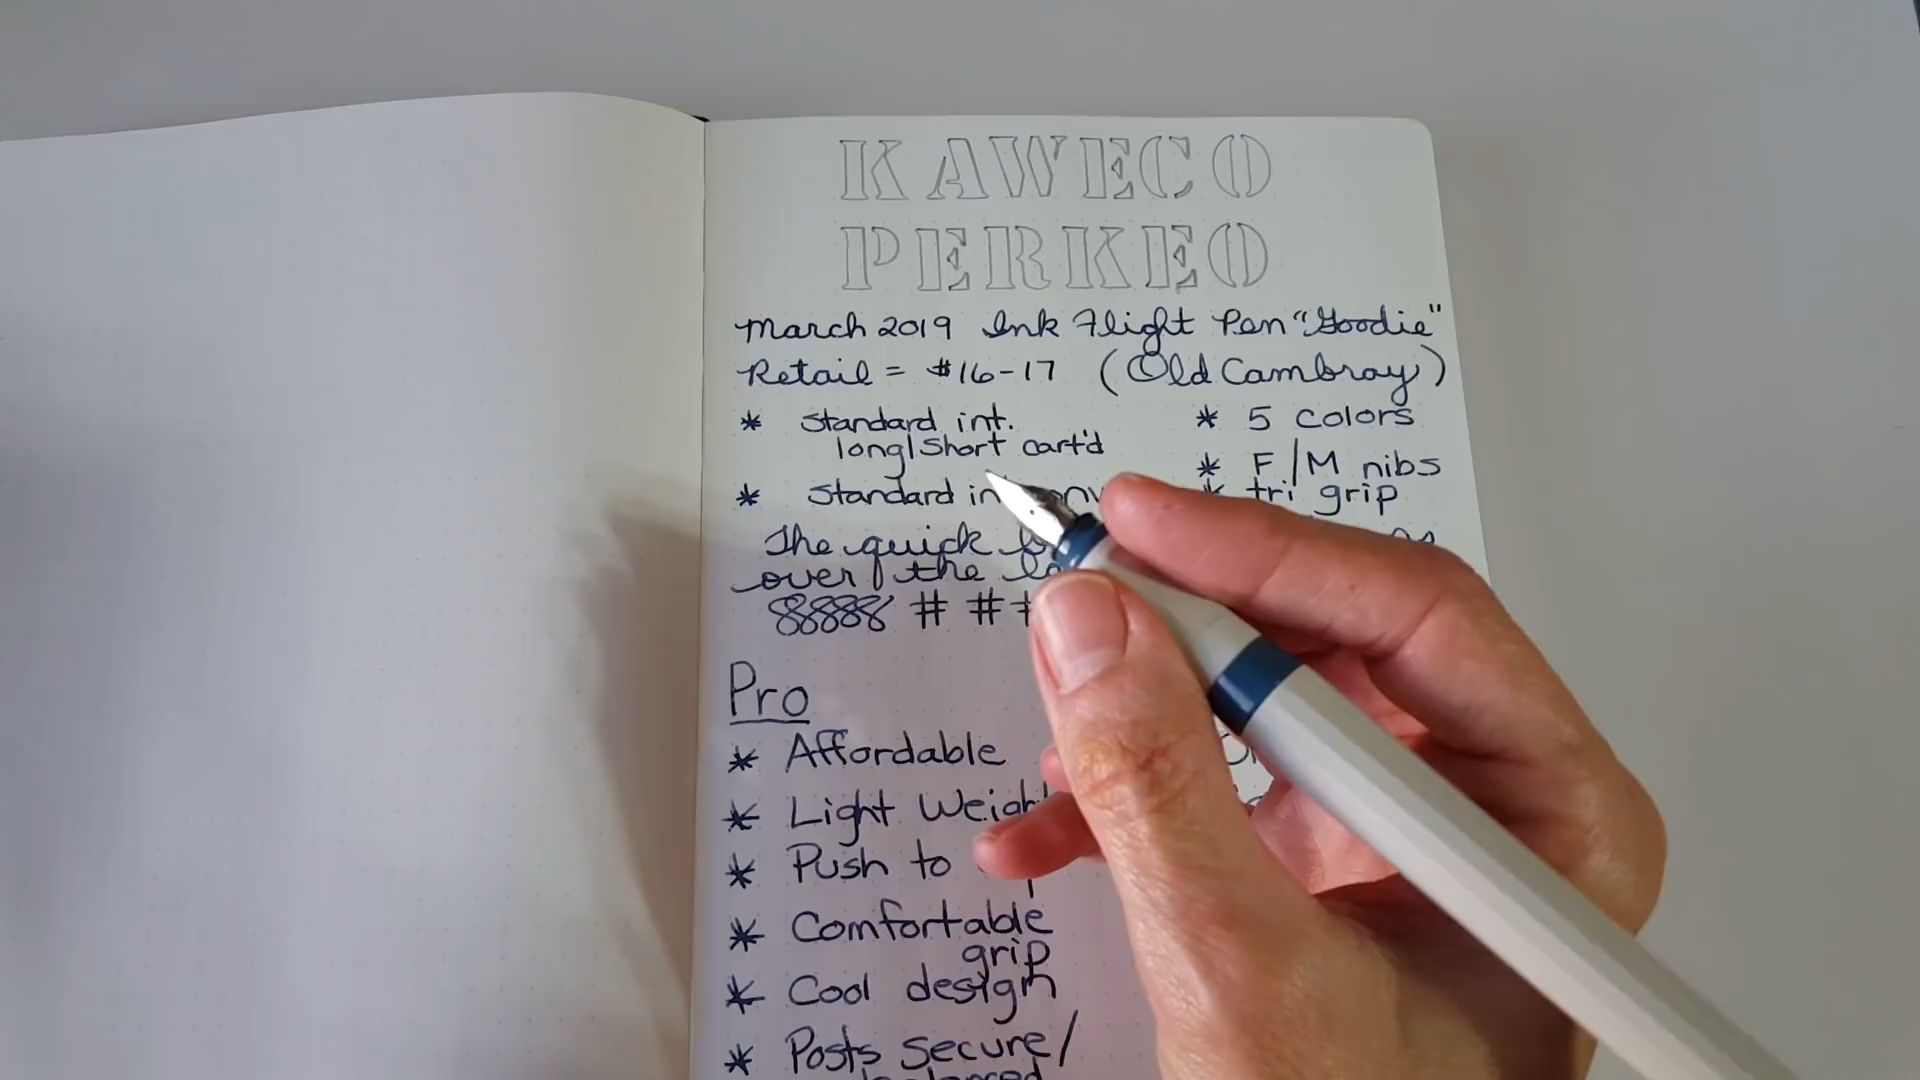 KAWECO
PERKEO
March 2019 Ink Flight Pen "Goodie"
Retail = $16-17 (Old Cambray)
* Standard int. long/short cart'd
* Standard
* 5 colors
* F/M nibs
* tri grip
The quick
over the
88888 # #
Pro
* Affordable
* Light Weight
* Push to
* Comfortable grip
* Cool design
* Posts secure/
balanced